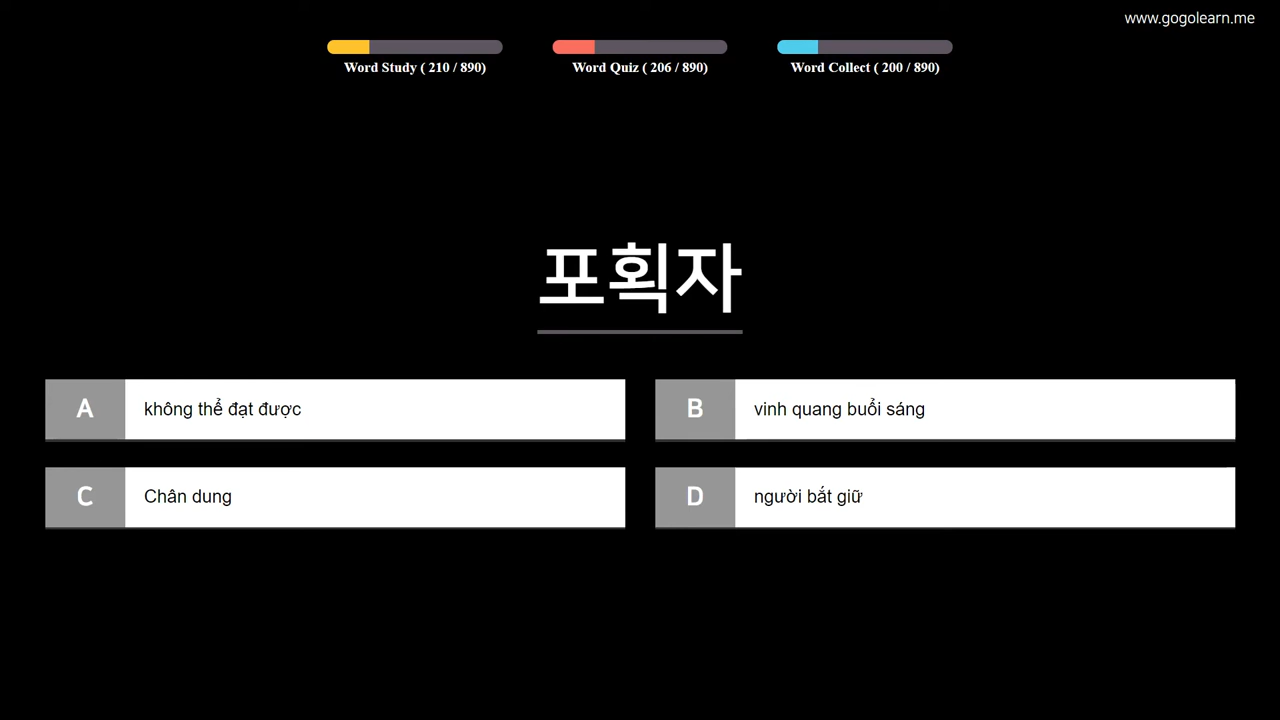 www.gogolearn.me
Word Study ( 210 / 890)
Word Quiz ( 206 / 890)
Word Collect ( 200 / 890)
포획자
A không thể đạt được
B vinh quang buổi sáng
C Chân dung
D người bắt giữ